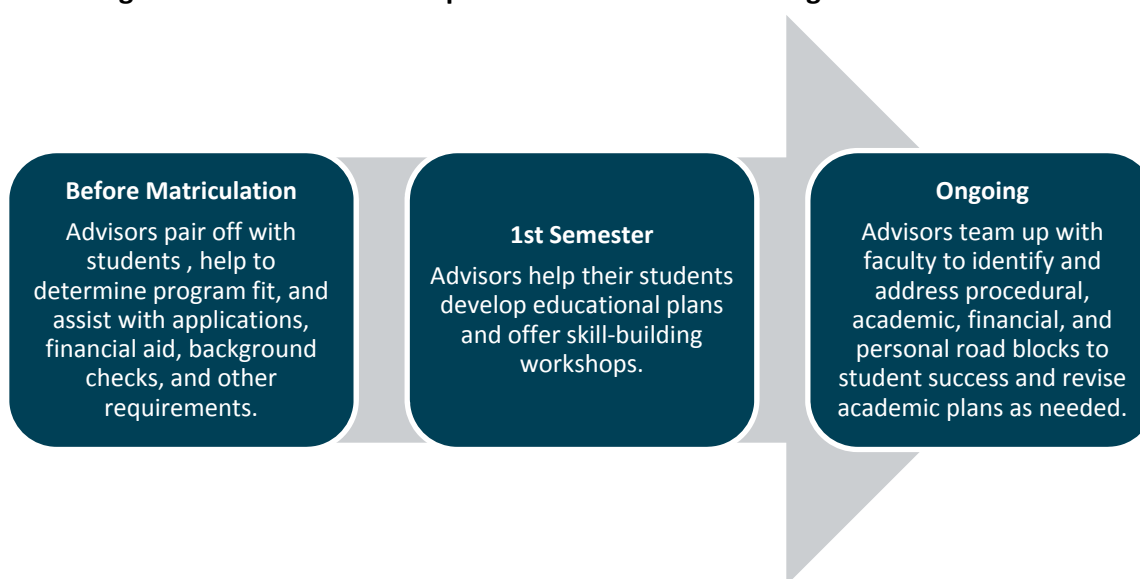 Before Matriculation
Advisors pair off with
students , help to
determine program fit, and
assist with applications,
financial aid, background
checks, and other
requirements.
1st Semester
Advisors help their students
develop educational plans
and offer skill-building
workshops.
Ongoing
Advisors team up with
faculty to identify and
address procedural,
academic, financial, and
personal road blocks to
student success and revise
academic plans as needed.